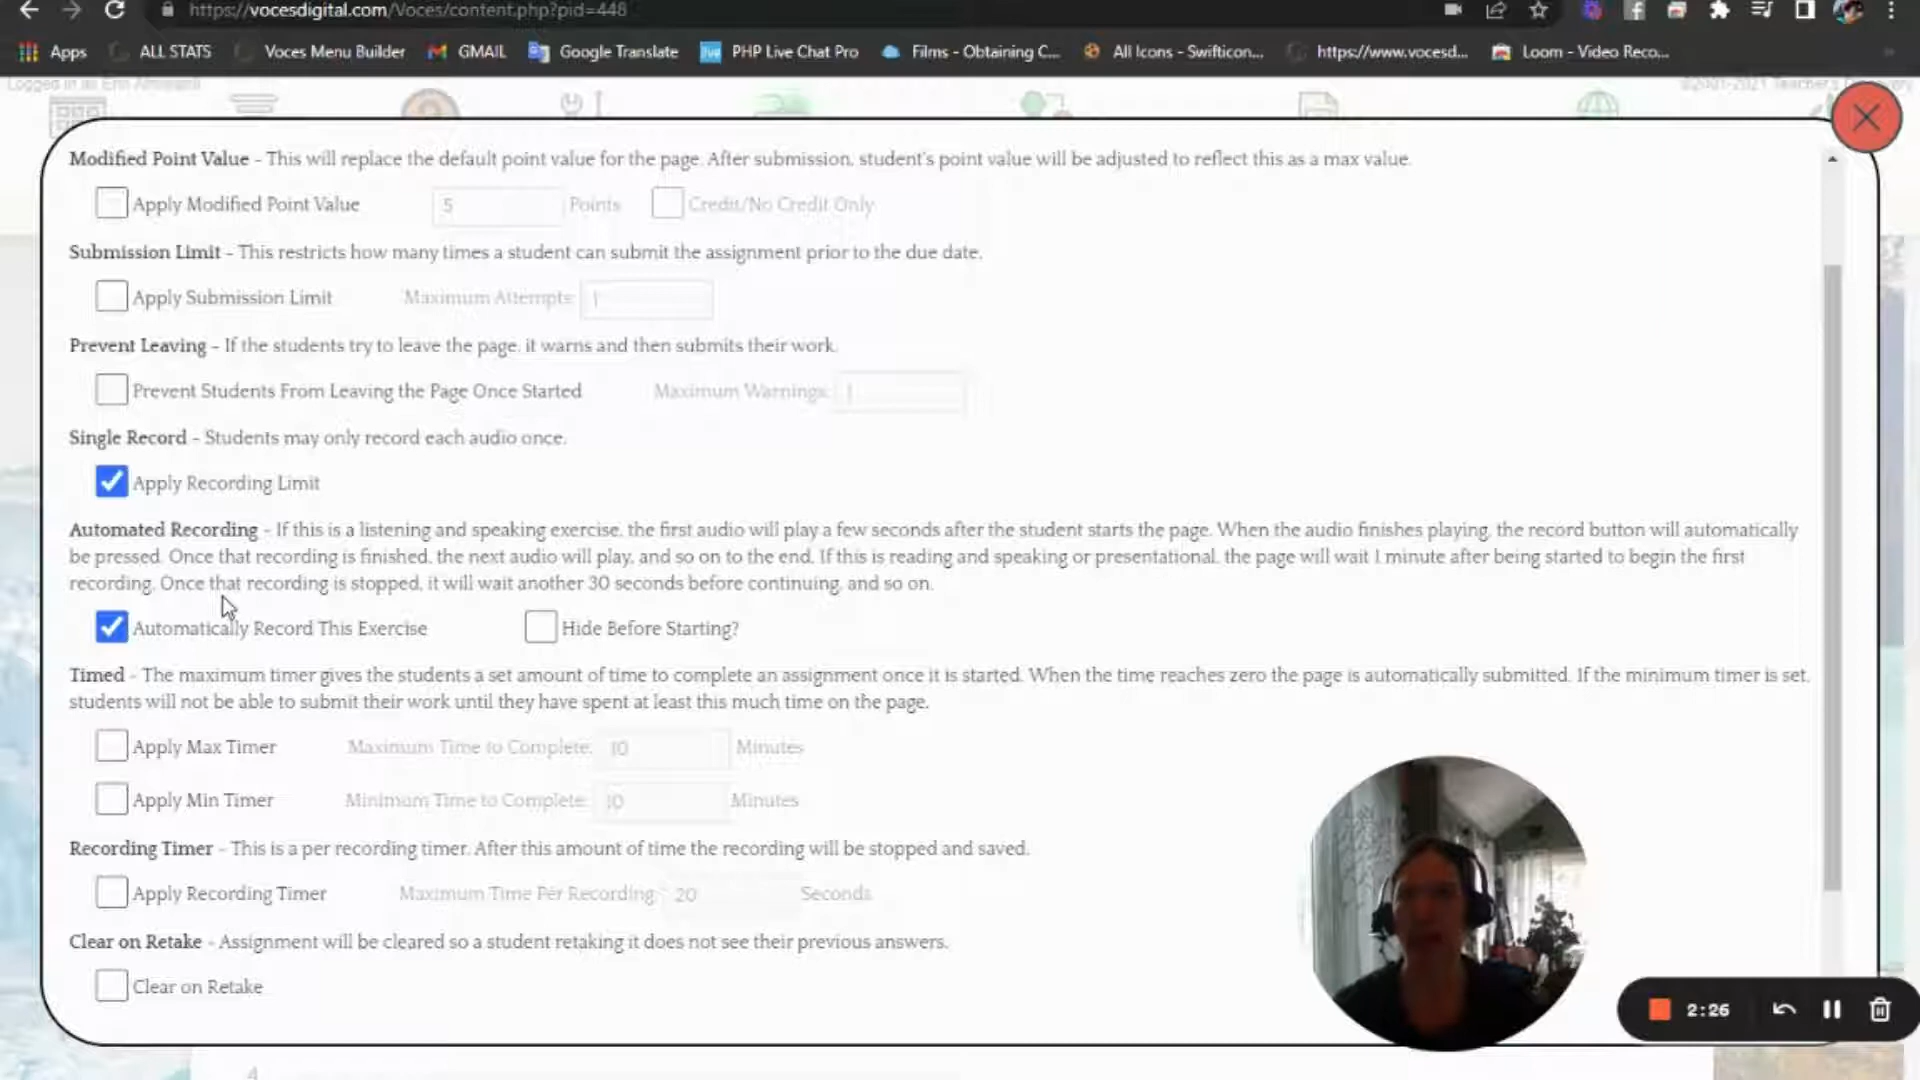 https://vocesdigital.com/Voces/content.php?pid=448
Apps ALL STATS Voces Menu Builder GMAIL Google Translate live PHP Live Chat Pro Films - Obtaining C... All Icons - Swifticon... https://www.vocesd... Loom - Video Reco...
Modified Point Value - This will replace the default point value for the page. After submission, student's point value will be adjusted to reflect this as a max value.
Apply Modified Point Value 5 Points Credit/No Credit Only
Submission Limit - This restricts how many times a student can submit the assignment prior to the due date.
Apply Submission Limit Maximum Attempts: 1
Prevent Leaving - If the students try to leave the page, it warns and then submits their work.
Prevent Students From Leaving the Page Once Started Maximum Warnings: 1
Single Record - Students may only record each audio once.
Apply Recording Limit
Automated Recording - If this is a listening and speaking exercise, the first audio will play a few seconds after the student starts the page. When the audio finishes playing, the record button will automatically
be pressed. Once that recording is finished, the next audio will play, and so on to the end. If this is reading and speaking or presentational, the page will wait 1 minute after being started to begin the first
recording. Once that recording is stopped, it will wait another 30 seconds before continuing, and so on.
Automatically Record This Exercise Hide Before Starting?
Timed - The maximum timer gives the students a set amount of time to complete an assignment once it is started. When the time reaches zero the page is automatically submitted. If the minimum timer is set,
students will not be able to submit their work until they have spent at least this much time on the page.
Apply Max Timer Maximum Time to Complete: 10 Minutes
Apply Min Timer Minimum Time to Complete: 10 Minutes
Recording Timer - This is a per recording timer. After this amount of time the recording will be stopped and saved.
Apply Recording Timer Maximum Time Per Recording: 20 Seconds
Clear on Retake - Assignment will be cleared so a student retaking it does not see their previous answers.
Clear on Retake
2:26
4